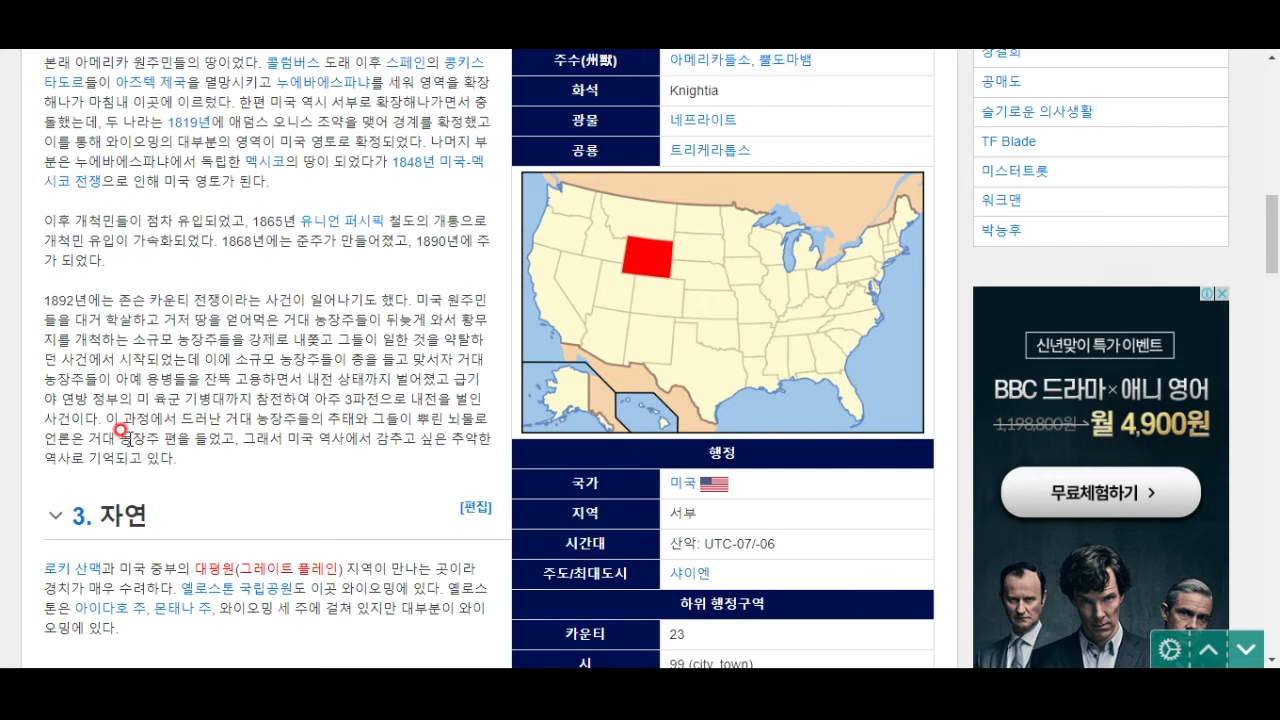 본래 아메리카 원주민들의 땅이었다. 콜럼버스 도래 이후 스페인의 콩키스
타도르들이 아즈텍 제국을 멸망시키고 누에바에스파냐를 세워 영역을 확장
해나가 마침내 이곳에 이르렀다. 한편 미국 역시 서부로 확장해나가면서 충
돌했는데, 두 나라는 1819년에 애덤스 오니스 조약을 맺어 경계를 확정했고
이를 통해 와이오밍의 대부분의 영역이 미국 영토로 확정되었다. 나머지 부
분은 누에바에스파냐에서 독립한 멕시코의 땅이 되었다가 1848년 미국-멕
시코 전쟁으로 인해 미국 영토가 된다.
이후 개척민들이 점차 유입되었고, 1865년 유니언 퍼시픽 철도의 개통으로
개척민 유입이 가속화되었다. 1868년에는 준주가 만들어졌고, 1890년에 주
가 되었다.
1892년에는 존슨 카운티 전쟁이라는 사건이 일어나기도 했다. 미국 원주민
들을 대거 학살하고 거저 땅을 얻어먹은 거대 농장주들이 뒤늦게 와서 황무
지를 개척하는 소규모 농장주들을 강제로 내쫓고 그들이 일한 것을 약탈하
던 사건에서 시작되었는데 이에 소규모 농장주들이 총을 들고 맞서자 거대
농장주들이 아예 용병들을 잔뜩 고용하면서 내전 상태까지 벌어졌고 급기
야 연방 정부의 미 육군 기병대까지 참전하여 아주 3파전으로 내전을 벌인
사건이다. 이 과정에서 드러난 거대 농장주들의 추태와 그들이 뿌린 뇌물로
언론은 거대 농장주 편을 들었고, 그래서 미국 역사에서 감추고 싶은 추악한
역사로 기억되고 있다.
3. 자연
[편집]
로키 산맥과 미국 중부의 대평원(그레이트 플레인) 지역이 만나는 곳이라
경치가 매우 수려하다. 옐로스톤 국립공원도 이곳 와이오밍에 있다. 옐로스
톤은 아이다호 주, 몬태나 주, 와이오밍 세 주에 걸쳐 있지만 대부분이 와이
오밍에 있다.
주수(州獸) 아메리카들소, 뿔도마뱀
화석 Knightia
광물 네프라이트
공룡 트리케라톱스
행정
국가 미국
지역 서부
시간대 산악: UTC-07/-06
주도/최대도시 샤이엔
하위 행정구역
카운티 23
시 99 (city, town)
장결희
공매도
슬기로운 의사생활
TF Blade
미스터트롯
워크맨
박능후
신년맞이 특가 이벤트
BBC 드라마×애니 영어
1,198,800원→월 4,900원
무료체험하기 >